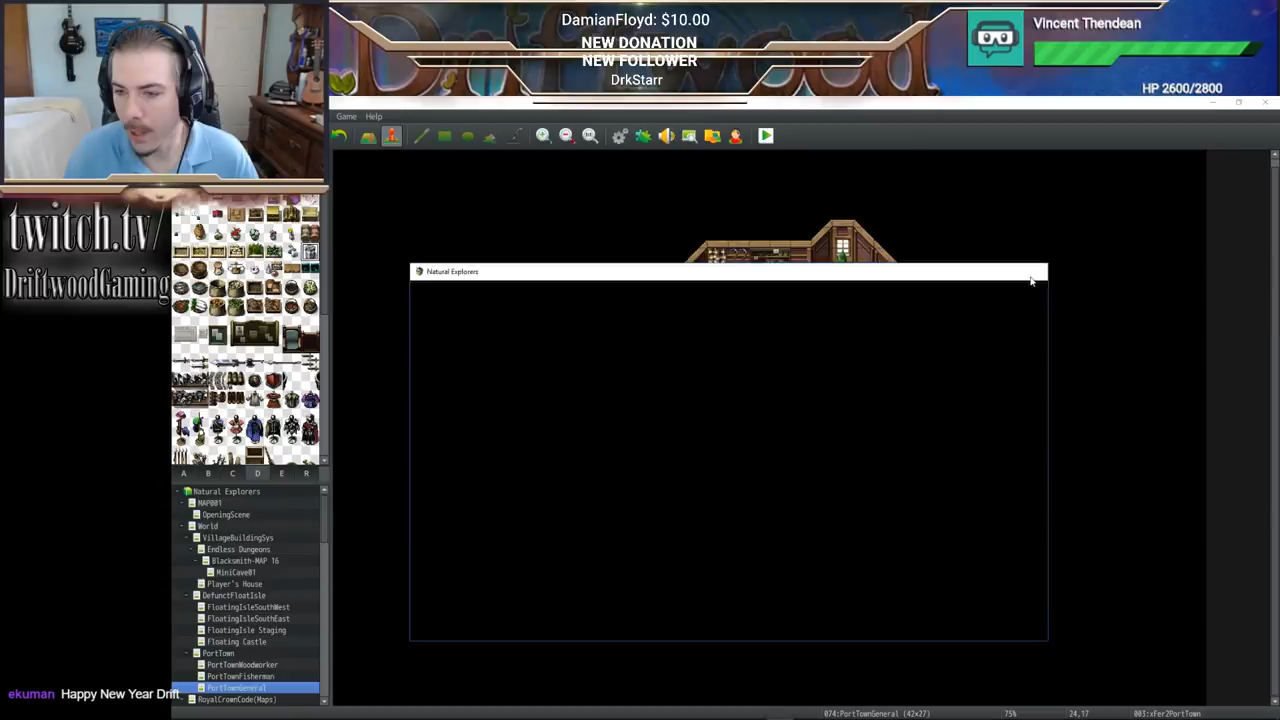 DamianFloyd: $10.00
NEW DONATION
NEW FOLLOWER
DrkStarr
Vincent Thendean
HP 2600/2800
Game Help
twitch.tv/
DriftwoodGaming
Natural Explorers
A B C D E R
Natural Explorers
MAP001
OpeningScene
World
VillageBuildingSys
Endless Dungeons
Blacksmith-MAP 16
MiniCave01
Player's House
DefunctFloatIsle
FloatingIsleSouthWest
FloatingIsleSouthEast
FloatingIsle Staging
Floating Castle
PortTown
PortTownWoodworker
PortTownFisherman
PortTownGeneral
RoyalCrownCode(Maps)
ekuman Happy New Year Drift
074:PortTownGeneral (42x27) 75% 24,17 003:xFer2PortTown